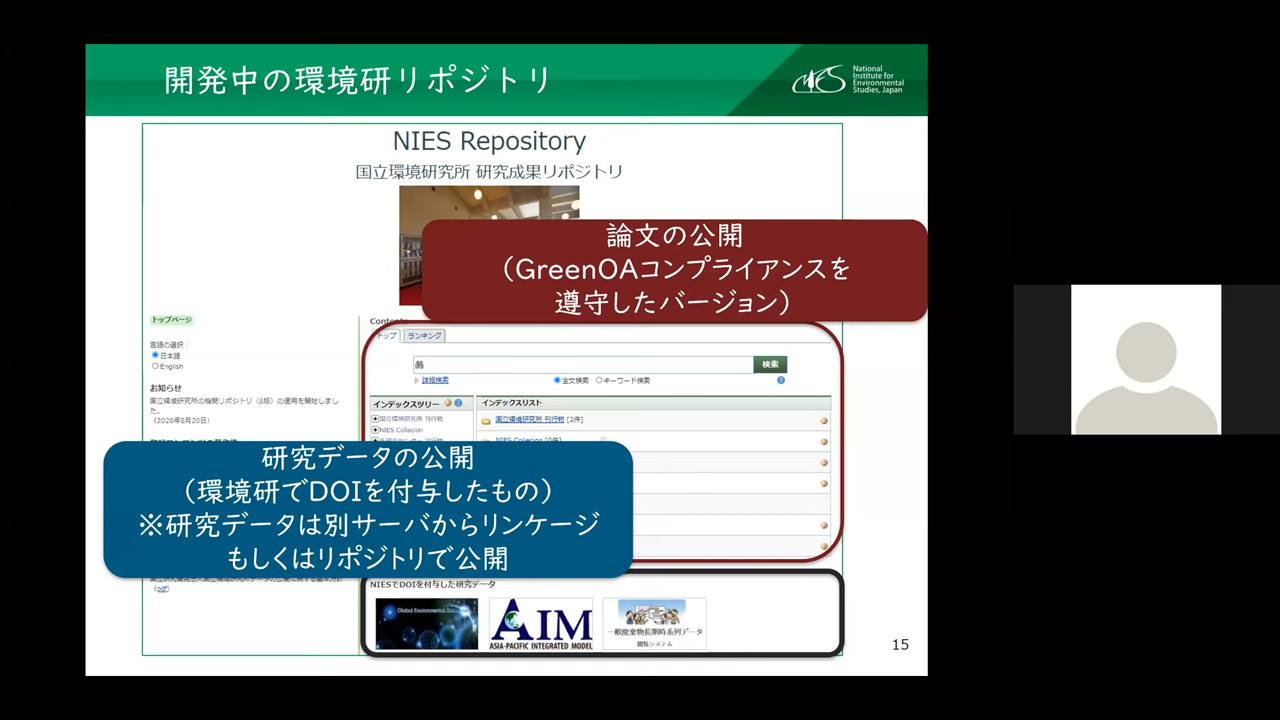 開発中の環境研リポジトリ
National
Institute for
Environmental
Studies, Japan
NIES Repository
国立環境研究所 研究成果リポジトリ
論文の公開
（GreenOAコンプライアンスを
遵守したバージョン）
トップページ
言語の選択 :
日本語
English
お知らせ
国立環境研究所の機関リポジトリ（β版）の運用を開始しまし
た。
（2020年8月20日）
トップ
ランキング
検索
詳細検索
全文検索
キーワード検索
インデックスツリー
国立環境研究所 刊行物
NIES Collecion
インデックスリスト
国立環境研究所 刊行物 [2件]
NIES Collecion [0件]
研究データの公開
（環境研でDOIを付与したもの）
※研究データは別サーバからリンケージ
もしくはリポジトリで公開
(pdf)
NIESでDOIを付与した研究データ
Global Environmental
AIM
ASIA-PACIFIC INTEGRATED MODEL
一般廃棄物長期時系列データ
閲覧システム
15